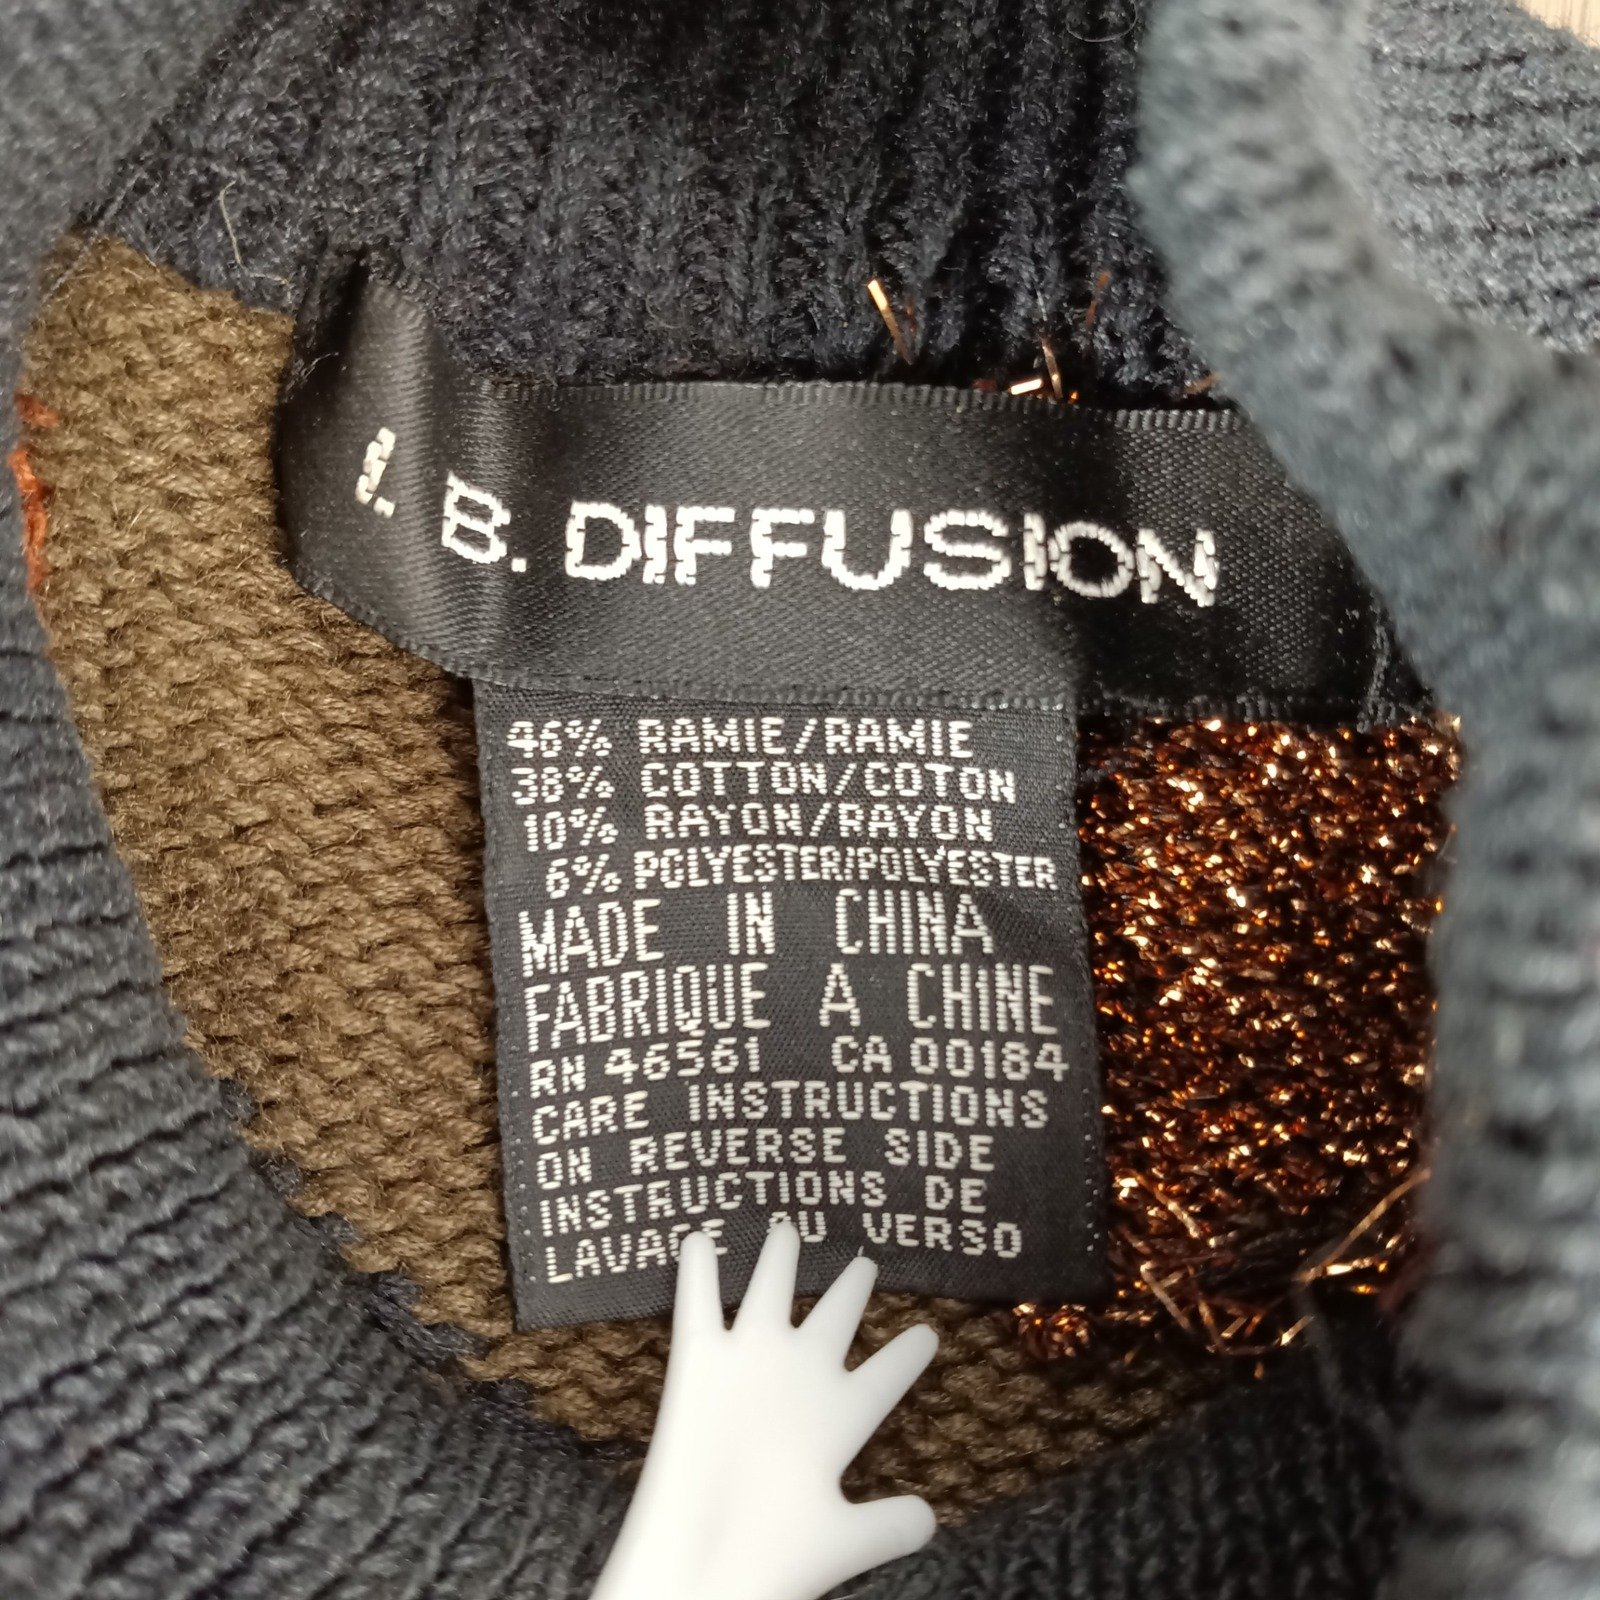 I. B. DIFFUSION
46% RAMIE/RAMIE
38% COTTON/COTON
10% RAYON/RAYON
6% POLYESTER/POLYESTER
MADE IN CHINA
FABRIQUE A CHINE
RN 46561 CA 00184
CARE INSTRUCTIONS
ON REVERSE SIDE
INSTRUCTIONS DE
LAVAGE AU VERSO